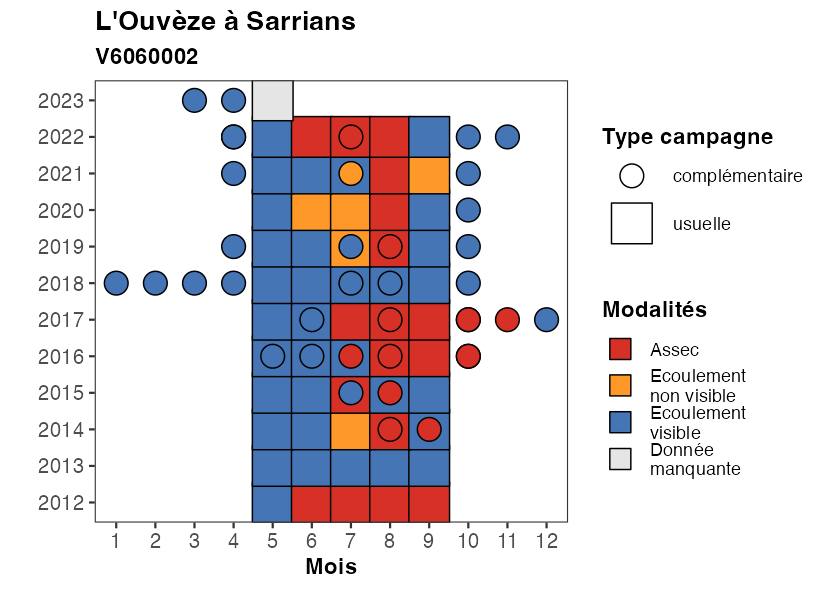 L'Ouvèze à Sarrians
V6060002
2023
2022
2021
2020
2019
2018
2017
2016
2015
2014
2013
2012
1 2 3 4 5 6 7 8 9 10 11 12
Mois
Type campagne
complémentaire
usuelle
Modalités
Assec
Ecoulement
non visible
Ecoulement
visible
Donnée
manquante